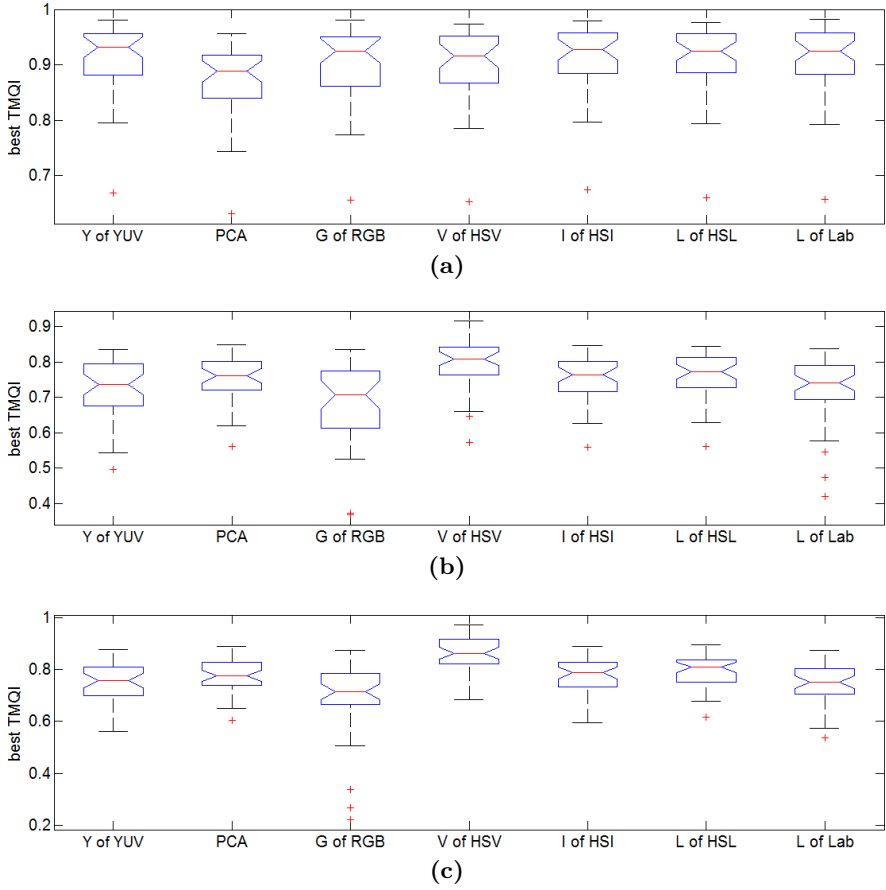 1
0.9
0.8
0.7
best TMQI
Y of YUV PCA G of RGB V of HSV I of HSI L of HSL L of Lab
(a)
0.9
0.8
0.7
0.6
0.5
0.4
best TMQI
Y of YUV PCA G of RGB V of HSV I of HSI L of HSL L of Lab
(b)
1
0.8
0.6
0.4
0.2
best TMQI
Y of YUV PCA G of RGB V of HSV I of HSI L of HSL L of Lab
(c)